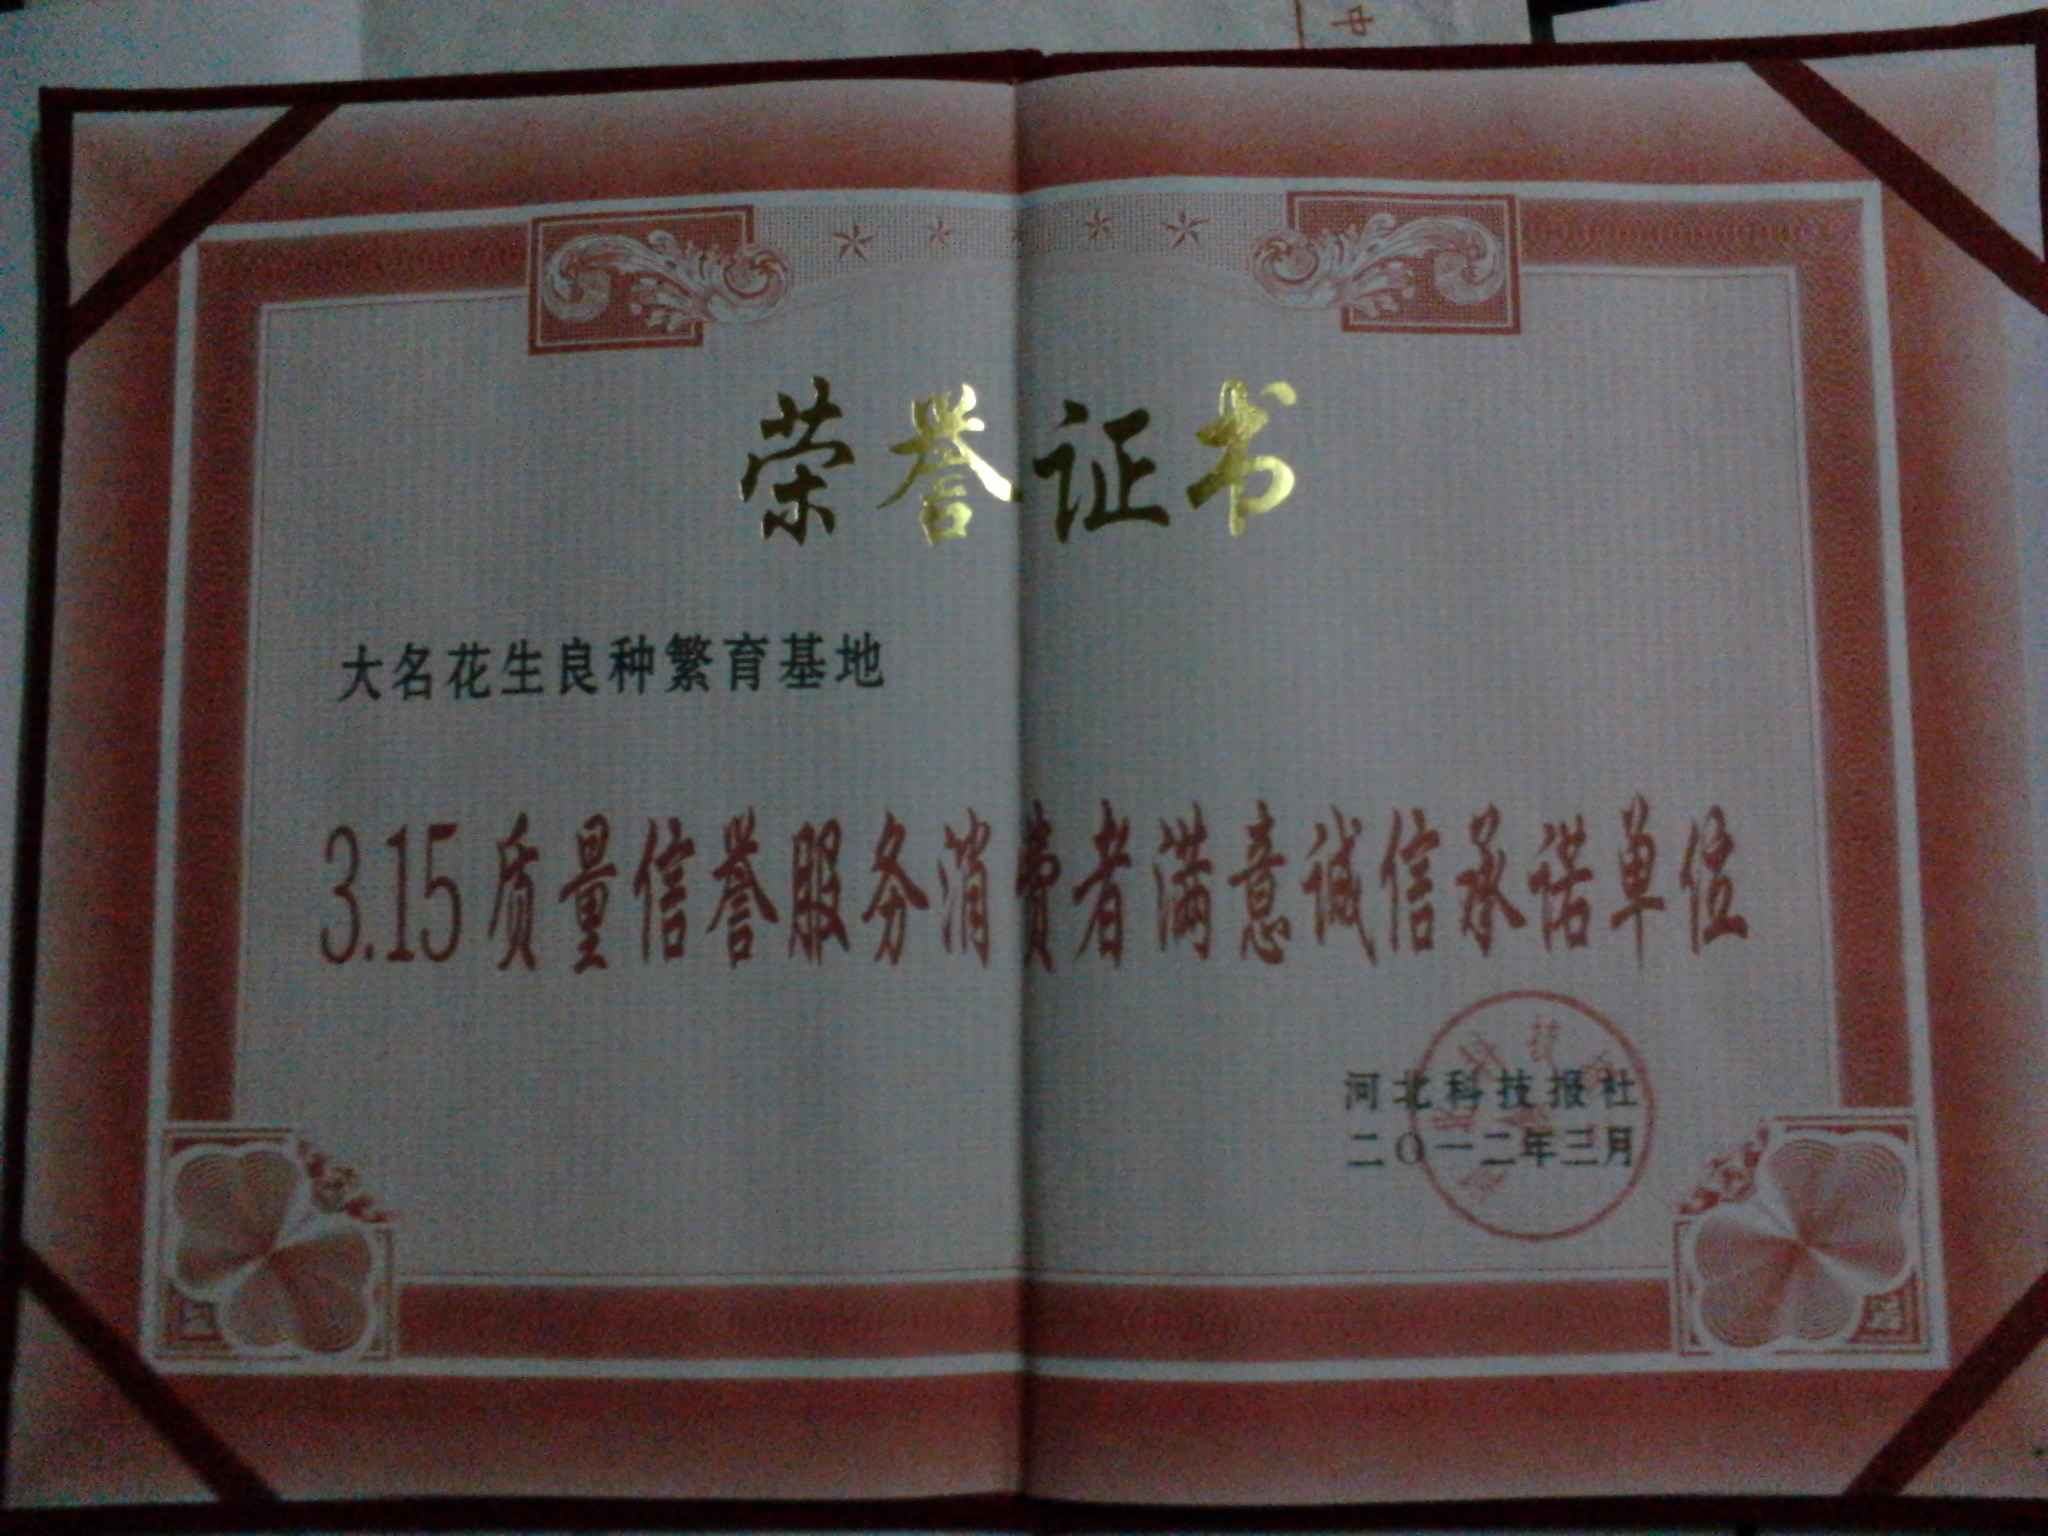 中
荣誉证书
大名花生良种繁育基地
3.15质量信誉服务消费者满意诚信承诺单位
河北科技报社
二〇一二年三月